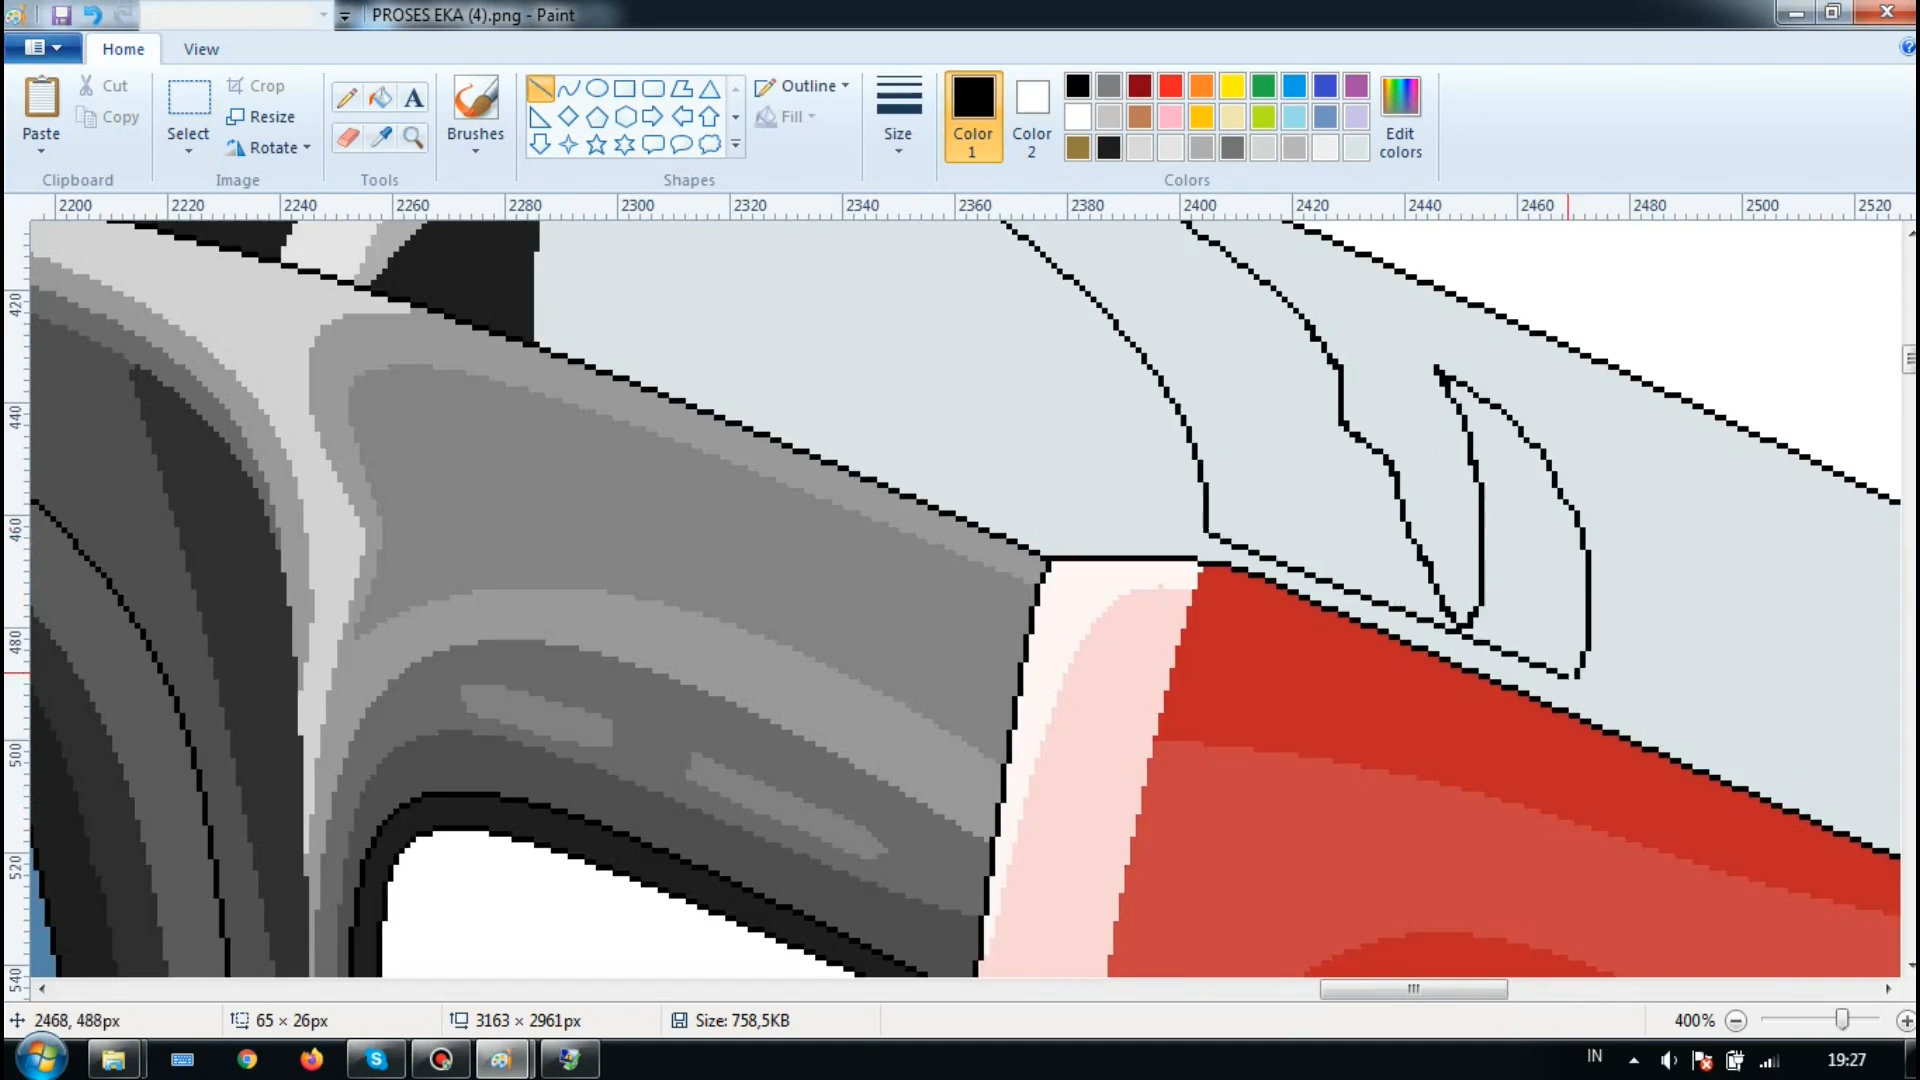 PROSES EKA (4).png - Paint
Home View
Paste
Cut
Copy
Clipboard
Select
Crop
Resize
Rotate
Image
A
Tools
Brushes
Outline
Fill
Shapes
Size
Color 1
Color 2
Edit colors
Colors
2200 2220 2240 2260 2280 2300 2320 2340 2360 2380 2400 2420 2440 2460 2480 2500 2520
420
440
460
480
500
520
540
2468, 488px
65 × 26px
3163 × 2961px
Size: 758,5KB
400%
IN
19:27